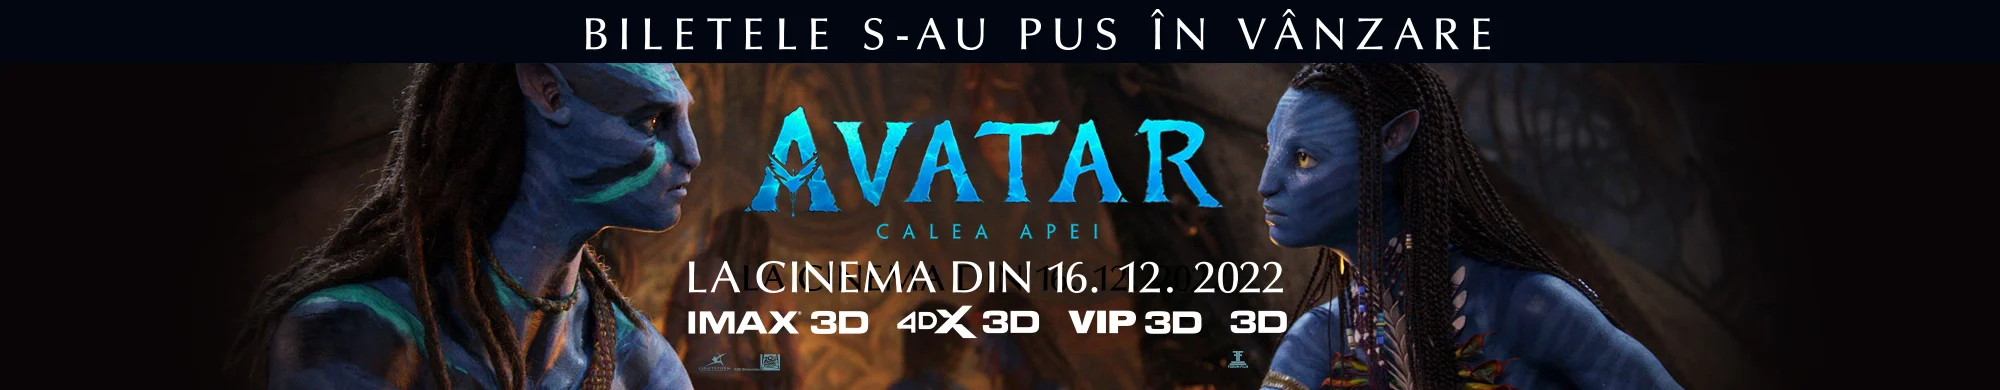 BILETELE S-AU PUS ÎN VÂNZARE
AVATAR
CALEA APEI
LA CINEMA DIN 16. 12. 2022
IMAX® 3D 4DX 3D VIP 3D 3D